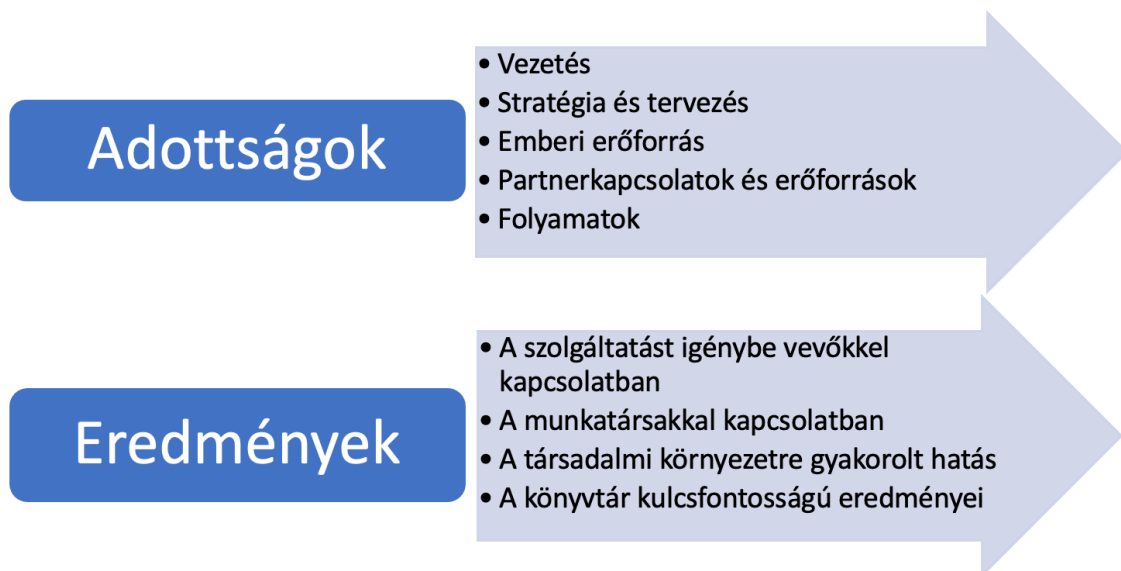 Adottságok
• Vezetés
• Stratégia és tervezés
• Emberi erőforrás
• Partnerkapcsolatok és erőforrások
• Folyamatok
Eredmények
• A szolgáltatást igénybe vevőkkel
kapcsolatban
• A munkatársakkal kapcsolatban
• A társadalmi környezetre gyakorolt hatás
• A könyvtár kulcsfontosságú eredményei